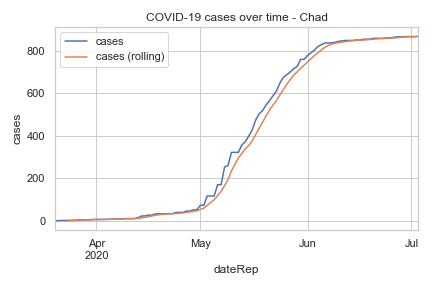 COVID-19 cases over time - Chad
cases
cases (rolling)
800
600
400
200
0
cases
Apr
2020
May
Jun
Jul
dateRep